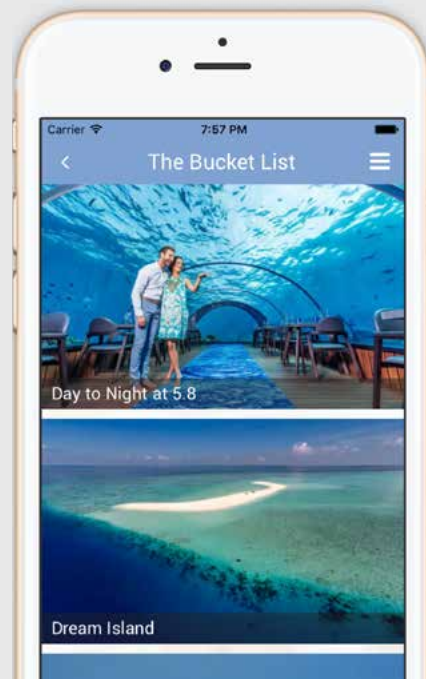 Carrier 7:57 PM
The Bucket List
Day to Night at 5.8
Dream Island